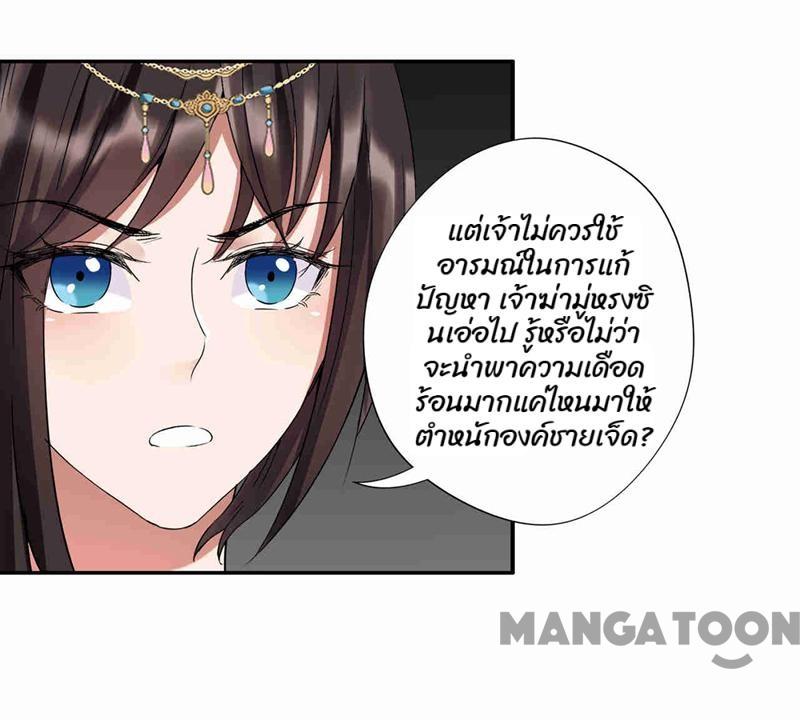 แต่เจ้าไม่ควรใช้
อารมณ์ในการแก้
ปัญหา เจ้าฆ่ามู่หรงซิ
นเอ่อไป รู้หรือไม่ว่า
จะนำพาความเดือด
ร้อนมากแค่ไหนมาให้
ตำหนักองค์ชายเจ็ด?
MANGATOON